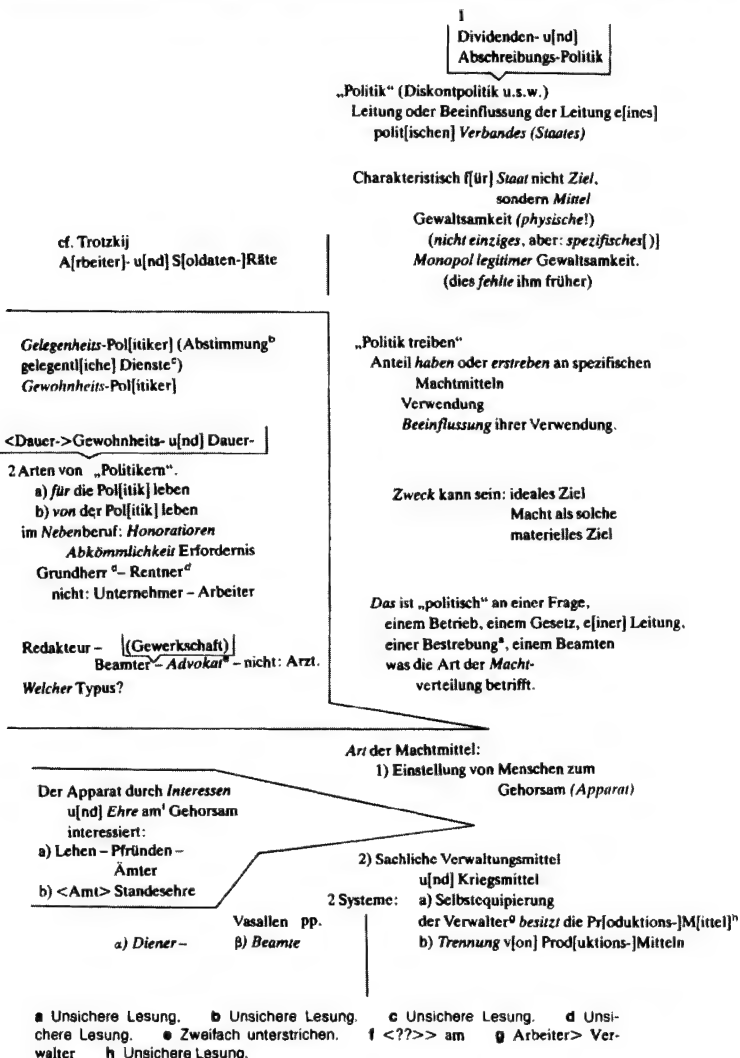 1
Dividenden- u[nd]
Abschreibungs-Politik
„Politik“ (Diskontpolitik u.s.w.)
Leitung oder Beeinflussung der Leitung e[ines]
polit[ischen] Verbandes (Staates)
Charakteristisch f[ür] Staat nicht Ziel,
sondern Mittel
Gewaltsamkeit (physische!)
(nicht einziges, aber: spezifisches[)]
Monopol legitimer Gewaltsamkeit.
(dies fehlte ihm früher)
cf. Trotzkij
A[rbeiter]- u[nd] S[oldaten-]Räte
Gelegenheits-Pol[itiker] (Abstimmung^b
gelegentl[iche] Dienste^c)
Gewohnheits-Pol[itiker]
<Dauer->Gewohnheits- u[nd] Dauer-
2 Arten von „Politikern“.
a) für die Pol[itik] leben
b) von der Pol[itik] leben
im Nebenberuf: Honoratioren
Abkömmlichkeit Erfordernis
Grundherr^d – Rentner^d
nicht: Unternehmer – Arbeiter
Redakteur – (Gewerkschaft)
Beamter – Advokat^e – nicht: Arzt.
Welcher Typus?
„Politik treiben“
Anteil haben oder erstreben an spezifischen
Machtmitteln
Verwendung
Beeinflussung ihrer Verwendung.
Zweck kann sein: ideales Ziel
Macht als solche
materielles Ziel
Das ist „politisch“ an einer Frage,
einem Betrieb, einem Gesetz, e[iner] Leitung,
einer Bestrebung^a, einem Beamten
was die Art der Macht-
verteilung betrifft.
Art der Machtmittel:
1) Einstellung von Menschen zum
Gehorsam (Apparat)
Der Apparat durch Interessen
u[nd] Ehre am^f Gehorsam
interessiert:
a) Lehen – Pfründen –
Ämter
b) <Amt> Standesehre
2) Sachliche Verwaltungsmittel
u[nd] Kriegsmittel
2 Systeme: a) Selbstequipierung
der Verwalter^g besitzt die Pr[oduktions-]M[ittel]^h
b) Trennung v[on] Prod[uktions-]Mitteln
Vasallen pp.
α) Diener – β) Beamte
a Unsichere Lesung. b Unsichere Lesung. c Unsichere Lesung. d Unsi-
chere Lesung. e Zweifach unterstrichen. f <??>> am g Arbeiter> Ver-
walter h Unsichere Lesung.